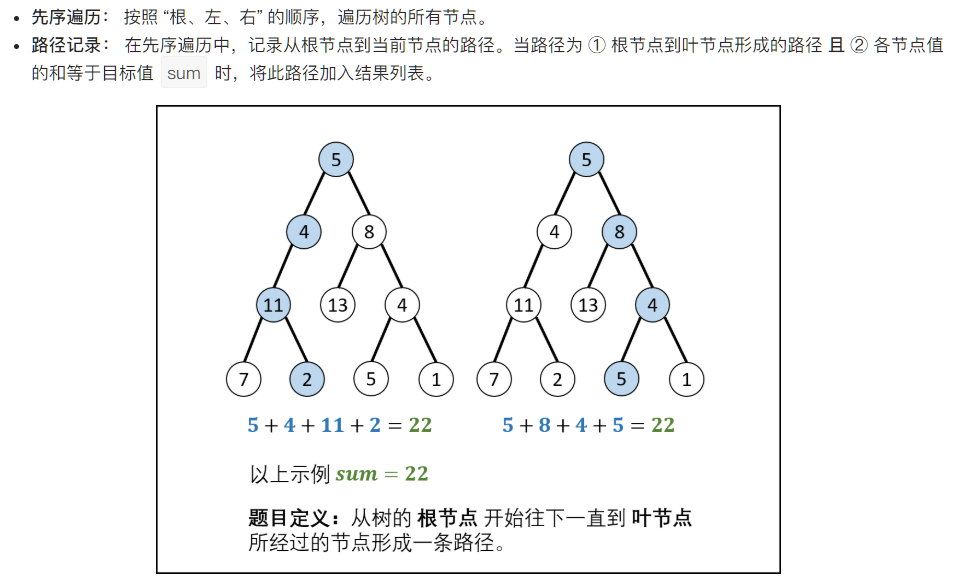 • 先序遍历： 按照 “根、左、右” 的顺序，遍历树的所有节点。
• 路径记录： 在先序遍历中，记录从根节点到当前节点的路径。当路径为 ① 根节点到叶节点形成的路径 且 ② 各节点值
的和等于目标值 sum 时，将此路径加入结果列表。
5 5
4 8 4 8
11 13 4 11 13 4
7 2 5 1 7 2 5 1
5 + 4 + 11 + 2 = 22 5 + 8 + 4 + 5 = 22
以上示例 sum = 22
题目定义：从树的 根节点 开始往下一直到 叶节点
所经过的节点形成一条路径。